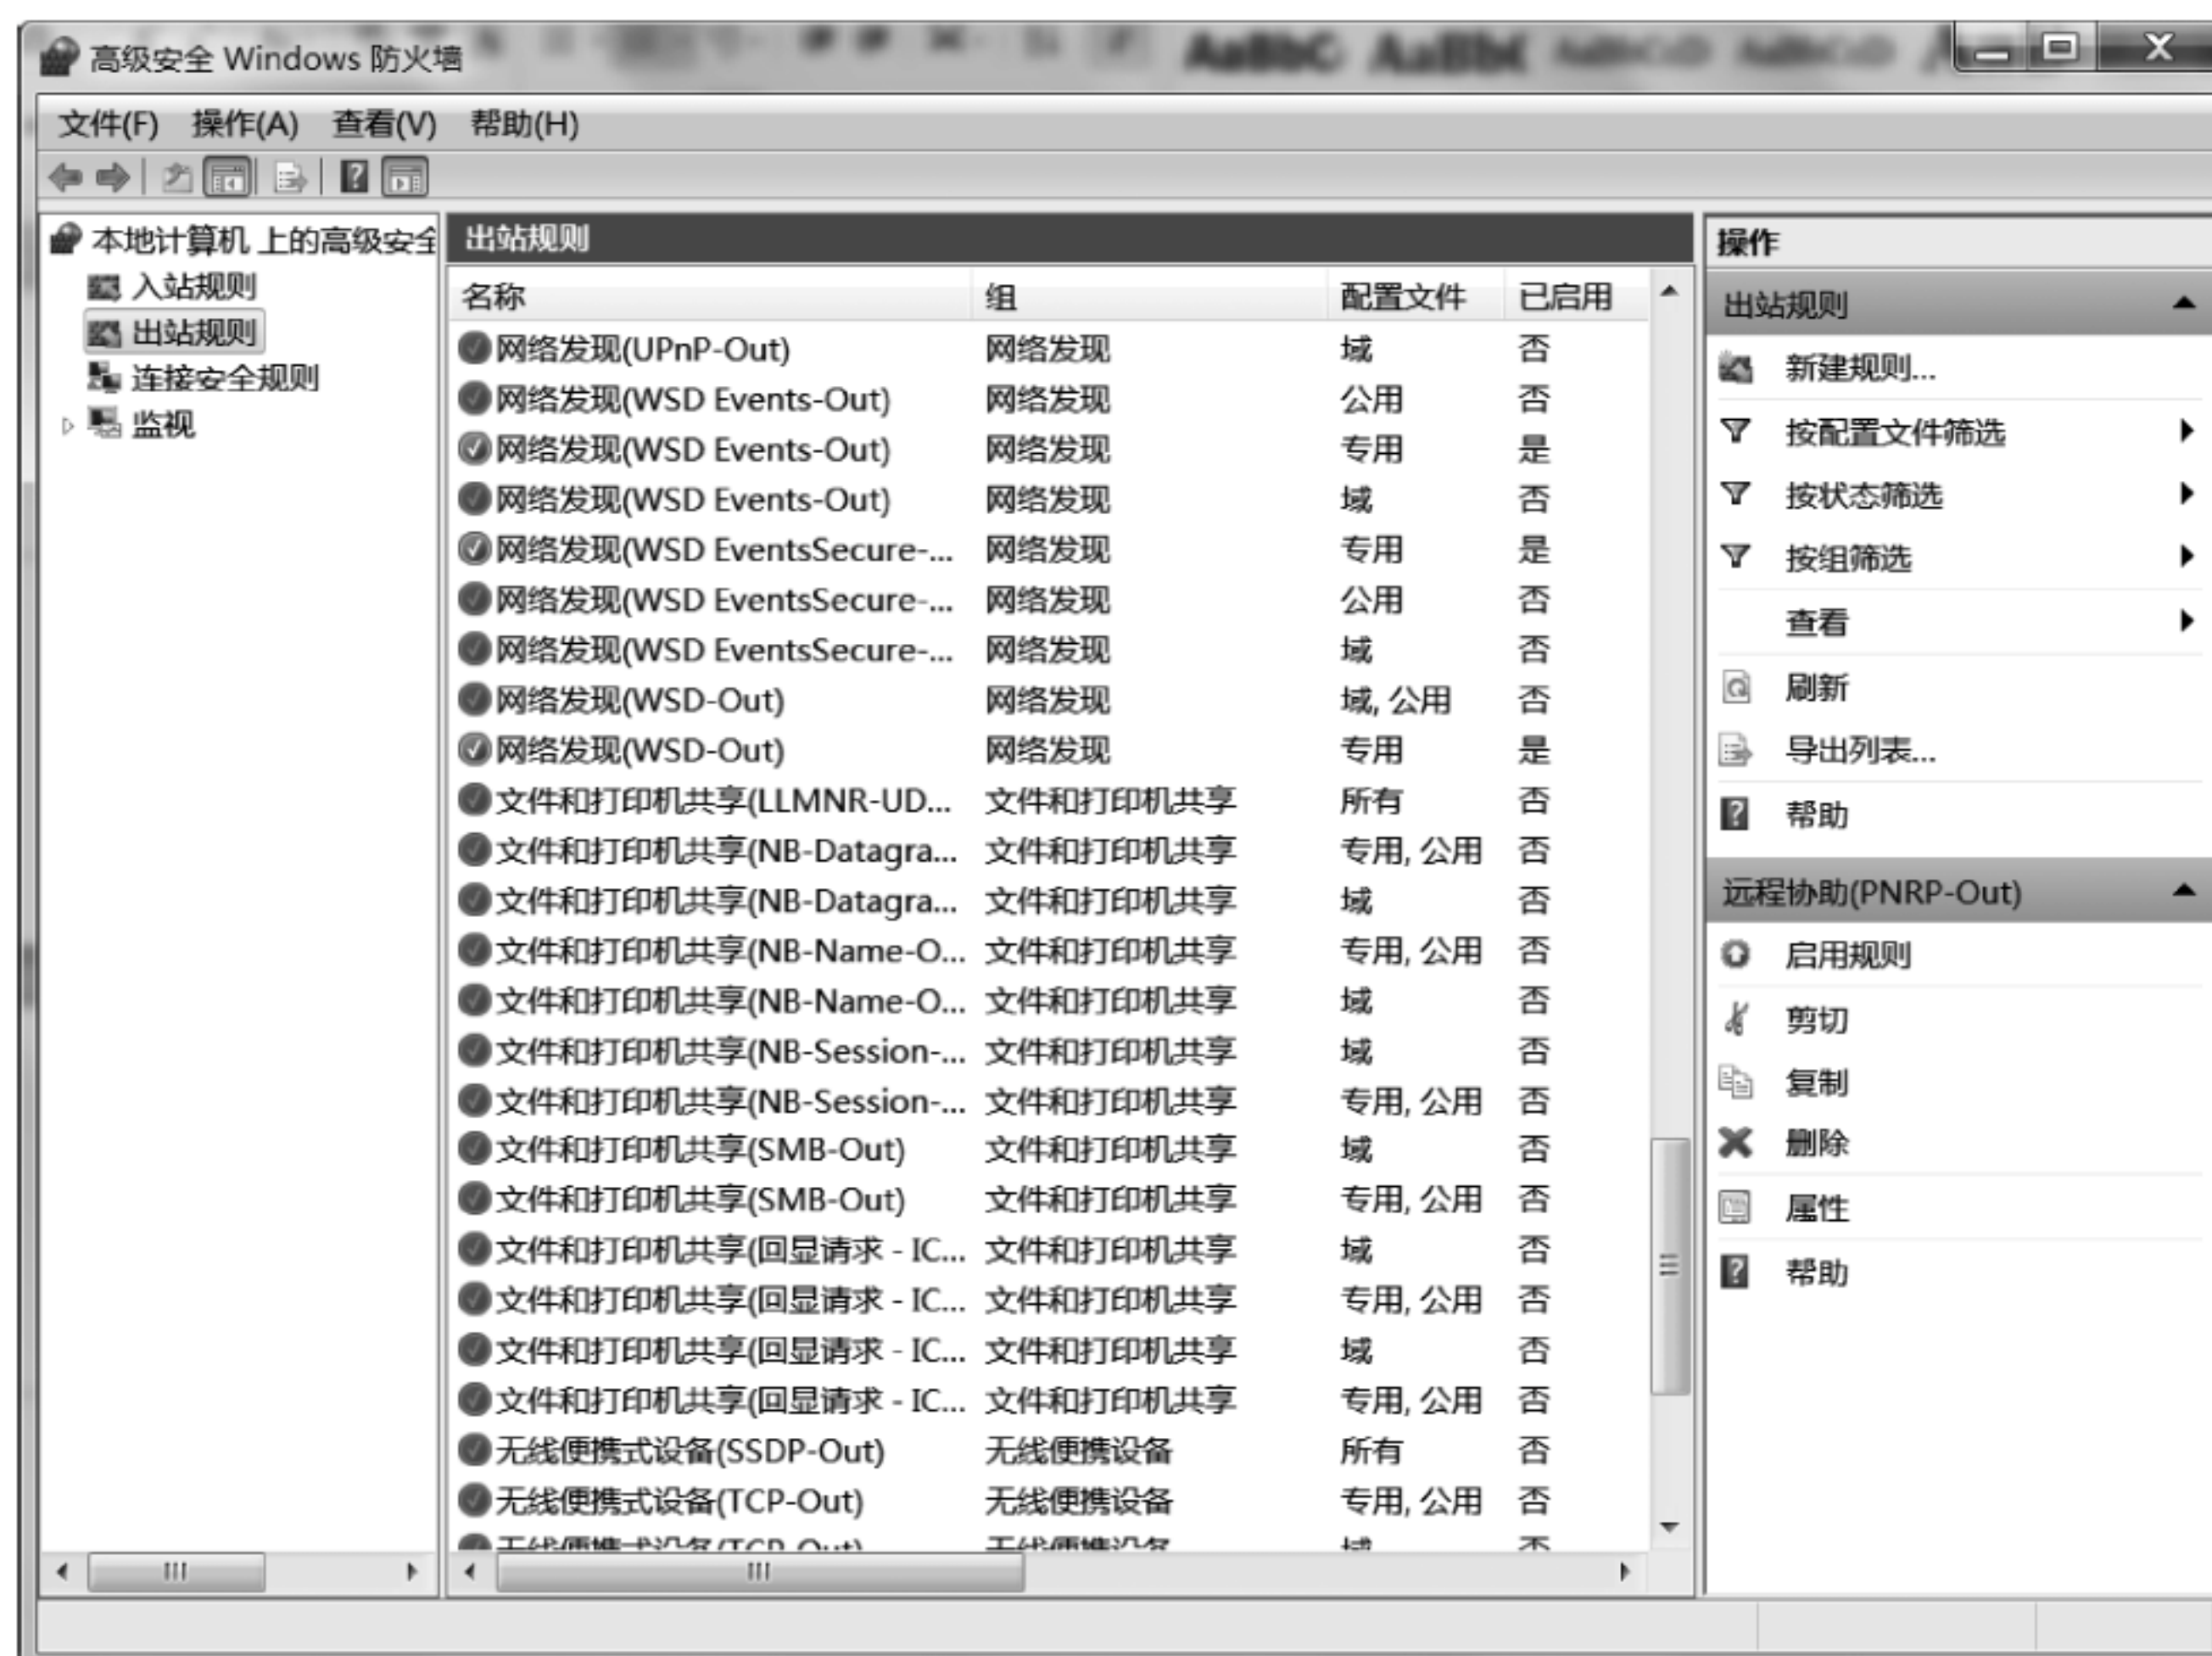 高级安全 Windows 防火墙
文件(F) 操作(A) 查看(V) 帮助(H)
本地计算机 上的高级安全
入站规则
出站规则
连接安全规则
监视
出站规则
名称 组 配置文件 已启用
网络发现(UPnP-Out) 网络发现 域 否
网络发现(WSD Events-Out) 网络发现 公用 否
网络发现(WSD Events-Out) 网络发现 专用 是
网络发现(WSD Events-Out) 网络发现 域 否
网络发现(WSD EventsSecure-... 网络发现 专用 是
网络发现(WSD EventsSecure-... 网络发现 公用 否
网络发现(WSD EventsSecure-... 网络发现 域 否
网络发现(WSD-Out) 网络发现 域, 公用 否
网络发现(WSD-Out) 网络发现 专用 是
文件和打印机共享(LLMNR-UD... 文件和打印机共享 所有 否
文件和打印机共享(NB-Datagra... 文件和打印机共享 专用, 公用 否
文件和打印机共享(NB-Datagra... 文件和打印机共享 域 否
文件和打印机共享(NB-Name-O... 文件和打印机共享 专用, 公用 否
文件和打印机共享(NB-Name-O... 文件和打印机共享 域 否
文件和打印机共享(NB-Session-... 文件和打印机共享 域 否
文件和打印机共享(NB-Session-... 文件和打印机共享 专用, 公用 否
文件和打印机共享(SMB-Out) 文件和打印机共享 域 否
文件和打印机共享(SMB-Out) 文件和打印机共享 专用, 公用 否
文件和打印机共享(回显请求 - IC... 文件和打印机共享 域 否
文件和打印机共享(回显请求 - IC... 文件和打印机共享 专用, 公用 否
文件和打印机共享(回显请求 - IC... 文件和打印机共享 域 否
文件和打印机共享(回显请求 - IC... 文件和打印机共享 专用, 公用 否
无线便携式设备(SSDP-Out) 无线便携设备 所有 否
无线便携式设备(TCP-Out) 无线便携设备 专用, 公用 否
无线便携式设备(TCP-Out) 无线便携设备 域 否
操作
出站规则
新建规则...
按配置文件筛选
按状态筛选
按组筛选
查看
刷新
导出列表...
帮助
远程协助(PNRP-Out)
启用规则
剪切
复制
删除
属性
帮助